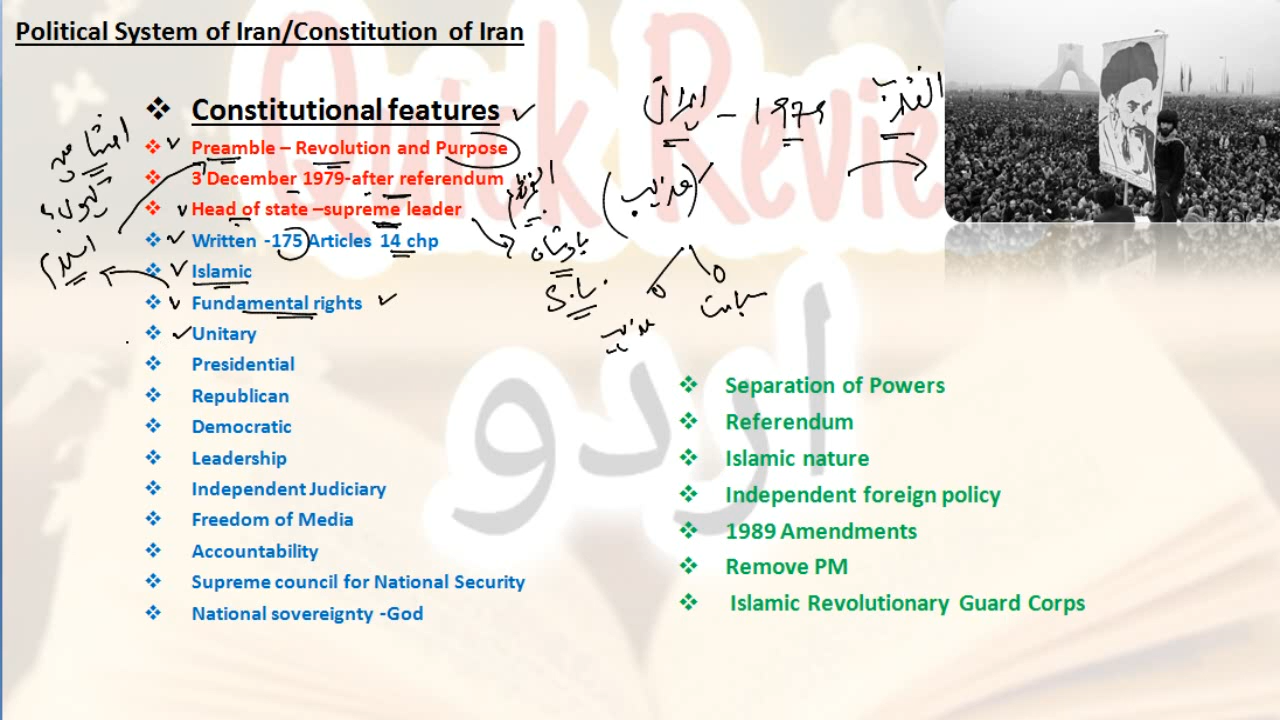 Political System of Iran/Constitution of Iran
Constitutional features
Preamble – Revolution and Purpose
3 December 1979-after referendum
Head of state –supreme leader
Written -175 Articles 14 chp
Islamic
Fundamental rights
Unitary
Presidential
Republican
Democratic
Leadership
Independent Judiciary
Freedom of Media
Accountability
Supreme council for National Security
National sovereignty -God
ایران - 1979
انقلاب
بادشاہ
مذہب
Separation of Powers
Referendum
Islamic nature
Independent foreign policy
1989 Amendments
Remove PM
Islamic Revolutionary Guard Corps
Quick Review
اردو